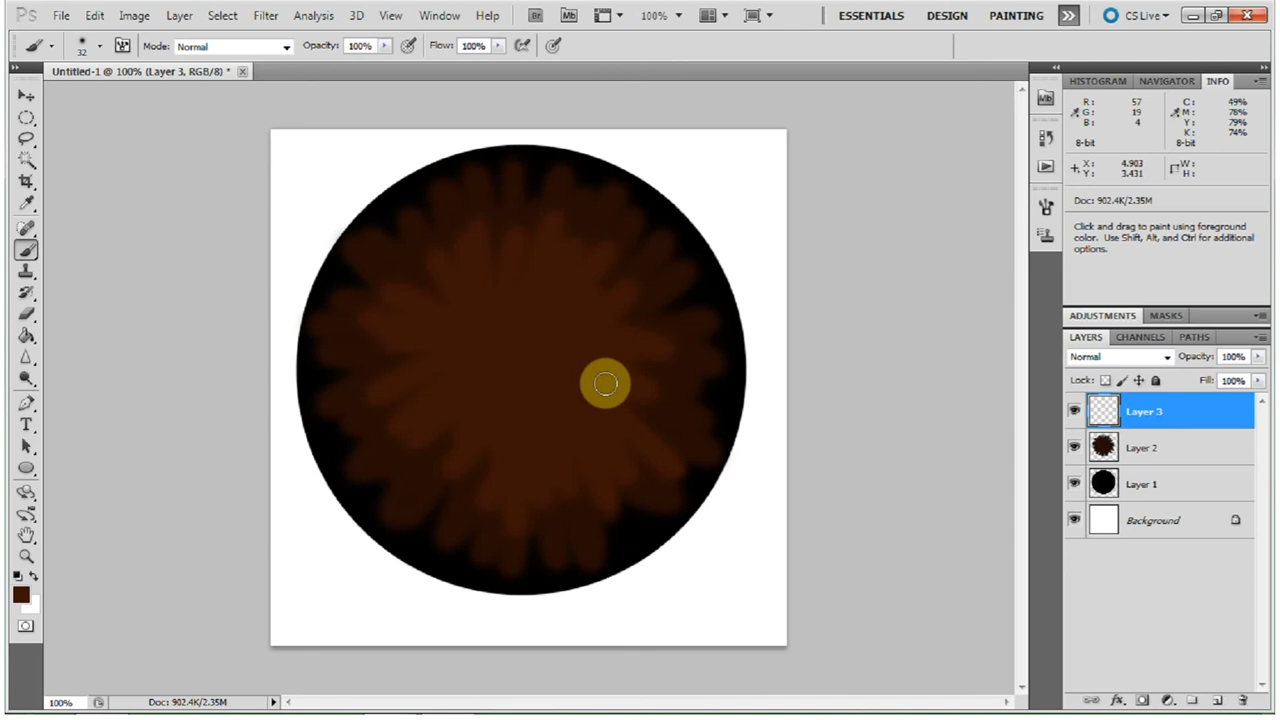 Ps File Edit Image Layer Select Filter Analysis 3D View Window Help Br Mb 100% ESSENTIALS DESIGN PAINTING CS Live
32 Mode: Normal Opacity: 100% Flow: 100%
Untitled-1 @ 100% (Layer 3, RGB/8) *
HISTOGRAM NAVIGATOR INFO
Mb
R: 57 C: 49%
G: 19 M: 78%
B: 4 Y: 79%
K: 74%
8-bit 8-bit
X: 4.903 W:
Y: 3.431 H:
Doc: 902.4K/2.35M
Click and drag to paint using foreground
color. Use Shift, Alt, and Ctrl for additional
options.
ADJUSTMENTS MASKS
LAYERS CHANNELS PATHS
Normal Opacity: 100%
Lock: Fill: 100%
Layer 3
Layer 2
Layer 1
Background
T
fx
100% Doc: 902.4K/2.35M